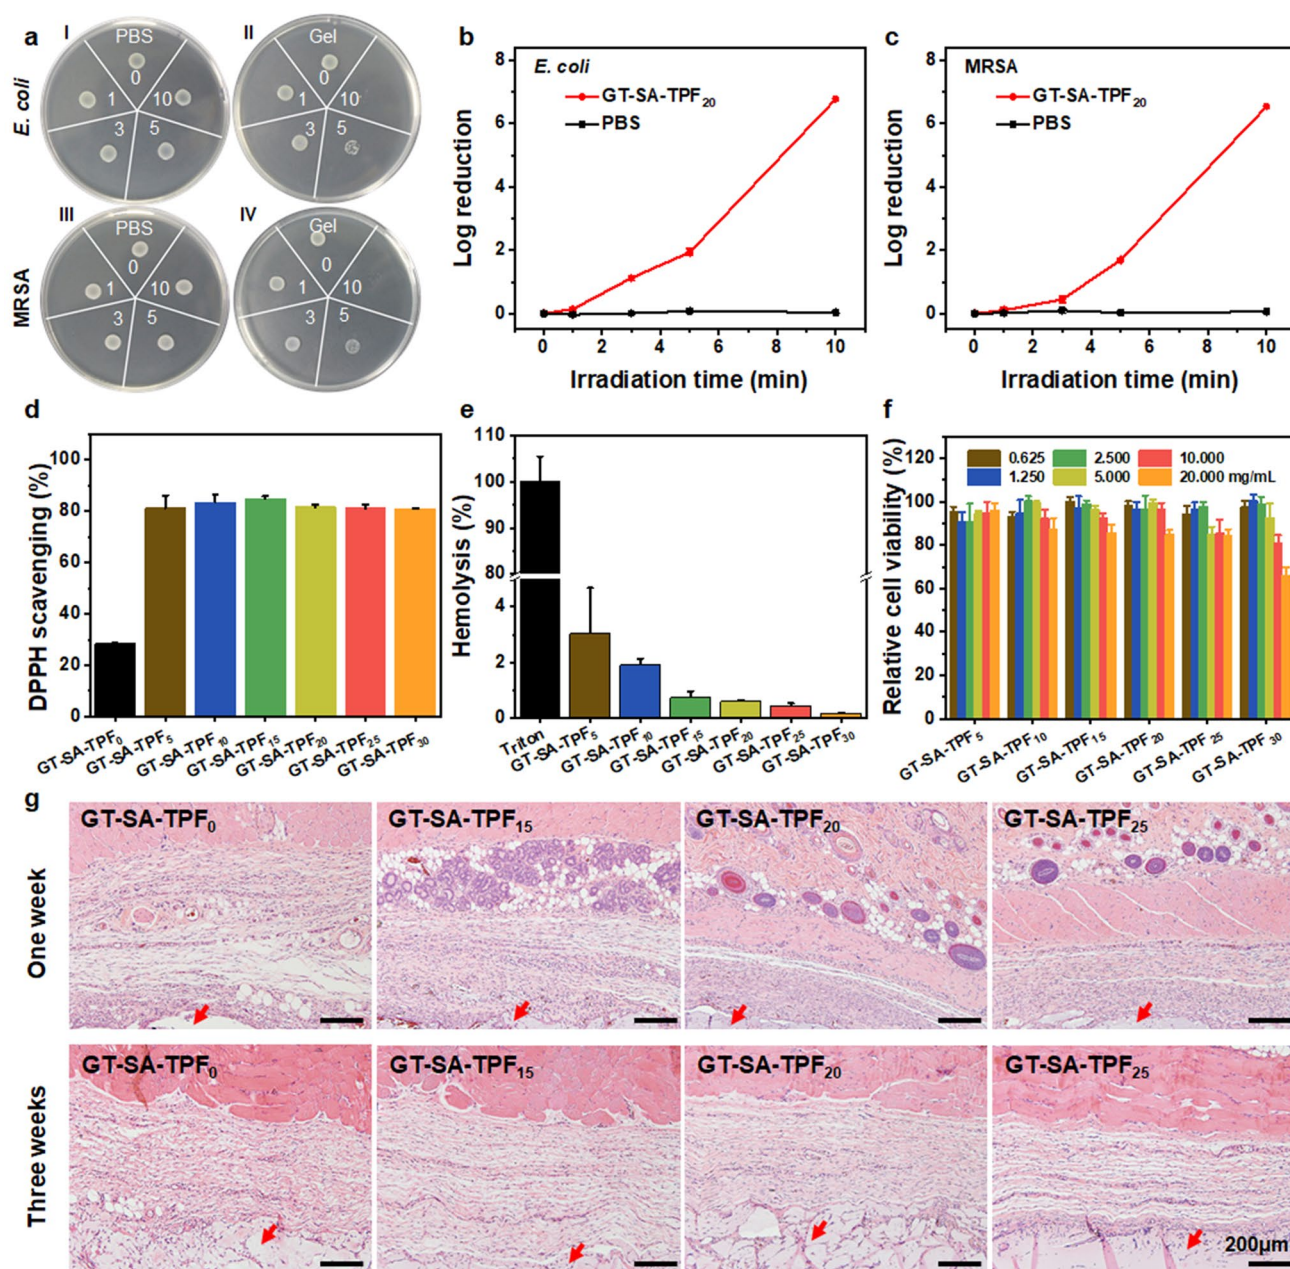 a
I
PBS
0
1
10
3
5
E. coli
II
Gel
0
1
10
3
5
III
PBS
0
1
10
3
5
MRSA
IV
Gel
0
1
10
3
5
b
E. coli
GT-SA-TPF20
PBS
Log reduction
8
6
4
2
0
0 2 4 6 8 10
Irradiation time (min)
c
MRSA
GT-SA-TPF20
PBS
Log reduction
8
6
4
2
0
0 2 4 6 8 10
Irradiation time (min)
d
DPPH scavenging (%)
100
80
60
40
20
0
GT-SA-TPF0
GT-SA-TPF5
GT-SA-TPF10
GT-SA-TPF15
GT-SA-TPF20
GT-SA-TPF25
GT-SA-TPF30
e
Hemolysis (%)
110
100
90
80
4
2
0
Triton
GT-SA-TPF5
GT-SA-TPF10
GT-SA-TPF15
GT-SA-TPF20
GT-SA-TPF25
GT-SA-TPF30
f
Relative cell viability (%)
120
100
80
60
40
20
0
0.625 2.500 10.000
1.250 5.000 20.000 mg/mL
GT-SA-TPF5
GT-SA-TPF10
GT-SA-TPF15
GT-SA-TPF20
GT-SA-TPF25
GT-SA-TPF30
g
One week
GT-SA-TPF0
GT-SA-TPF15
GT-SA-TPF20
GT-SA-TPF25
Three weeks
GT-SA-TPF0
GT-SA-TPF15
GT-SA-TPF20
GT-SA-TPF25
200μm